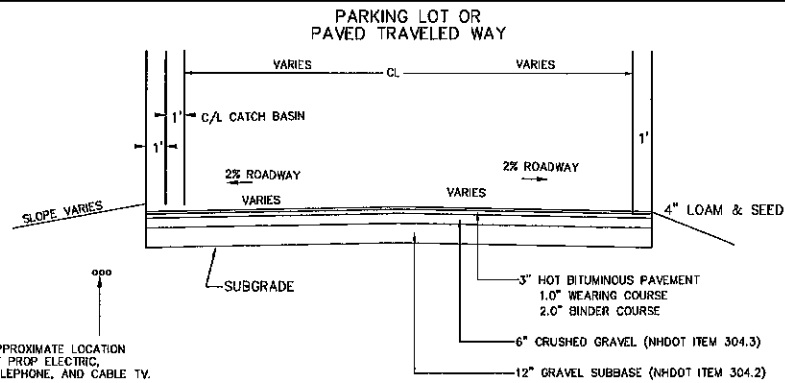 PARKING LOT OR
PAVED TRAVELED WAY
VARIES
CL
VARIES
1'
C/L CATCH BASIN
1'
1'
2% ROADWAY
2% ROADWAY
VARIES
VARIES
SLOPE VARIES
4" LOAM & SEED
SUBGRADE
3" HOT BITUMINOUS PAVEMENT
1.0" WEARING COURSE
2.0" BINDER COURSE
6" CRUSHED GRAVEL (NHDOT ITEM 304.3)
12" GRAVEL SUBBASE (NHDOT ITEM 304.2)
PPROXIMATE LOCATION
F PROP ELECTRIC,
LEPHONE, AND CABLE TV.